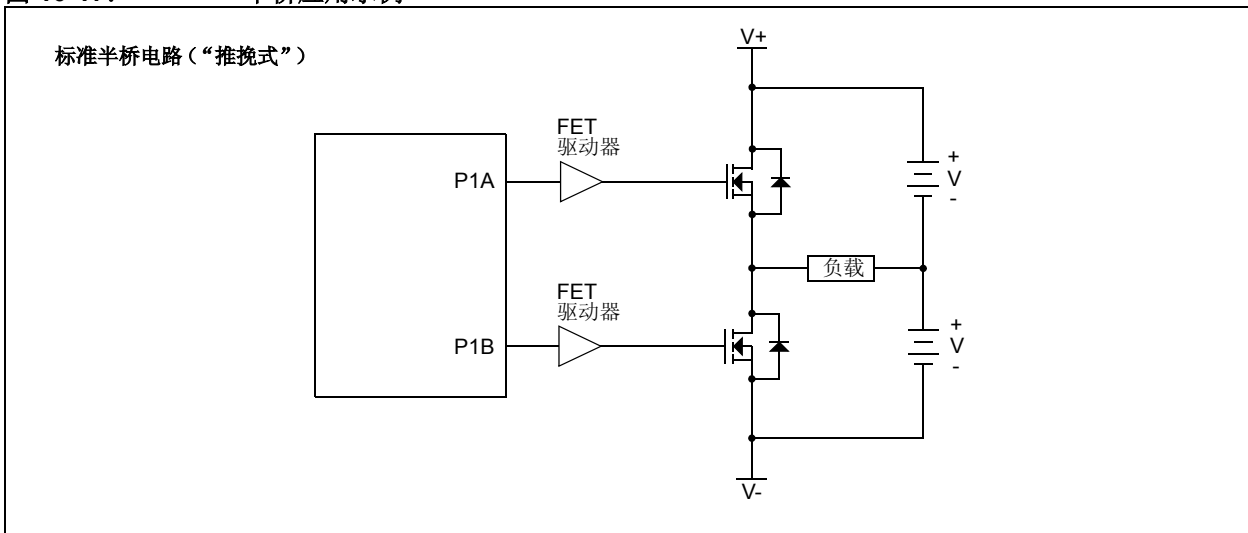 标准半桥电路(“推挽式”)
V+
FET
驱动器
P1A
+
V
-
负载
FET
驱动器
P1B
+
V
-
V-